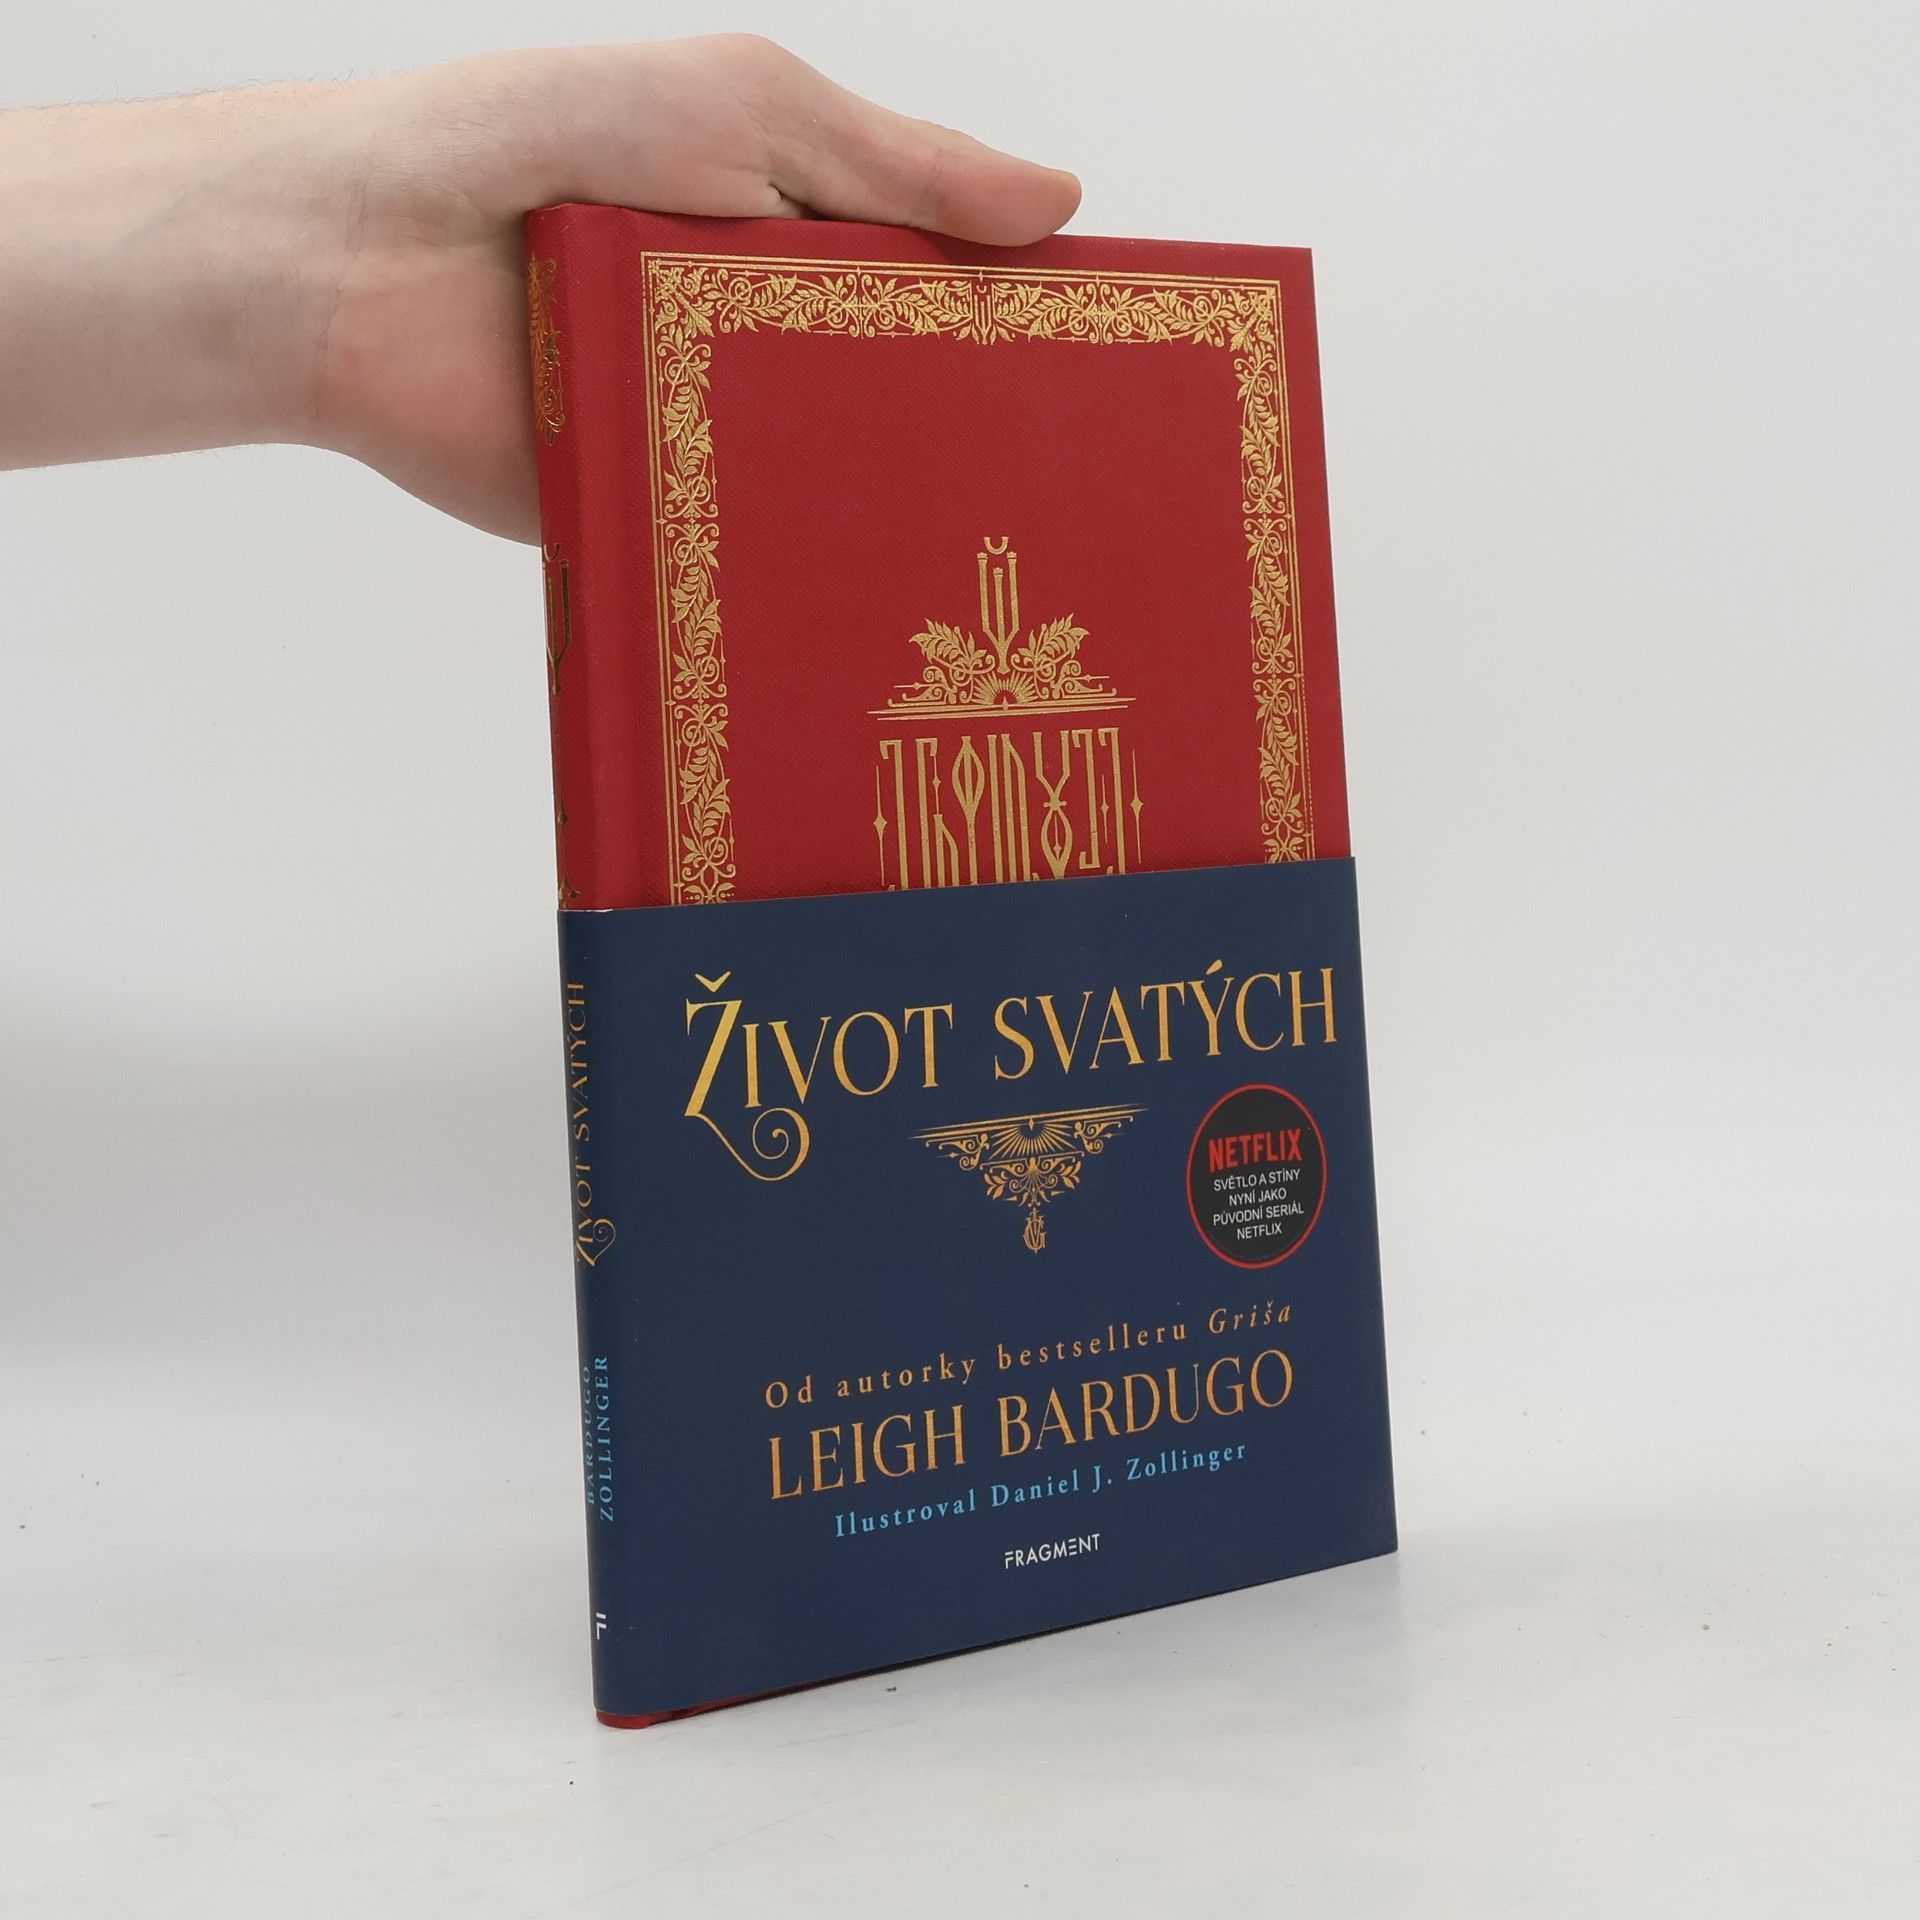 ŽIVOT SVATÝCH
NETFLIX
SVĚTLO A STÍNY
NYNÍ JAKO
PŮVODNÍ SERIÁL
NETFLIX
Od autorky bestselleru Griša
LEIGH BARDUGO
Ilustroval Daniel J. Zollinger
FRAGMENT
ŽIVOT SVATÝCH
BARDUGO
ZOLLINGER
F